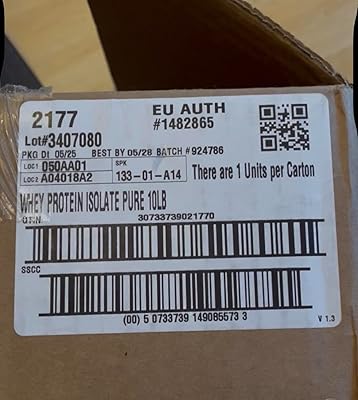 2177 EU AUTH
Lot#3407080 #1482865
PKG DT 05/25 BEST BY 05/28 BATCH #924786
LOC1 050AA01 SPK
LOC2 A04018A2 133-01-A14 There are 1 Units per Carton
WHEY PROTEIN ISOLATE PURE 10LB
GTIN 30733739021770
SSCC
(00) 5 0733739 149085573 3
V 1.3